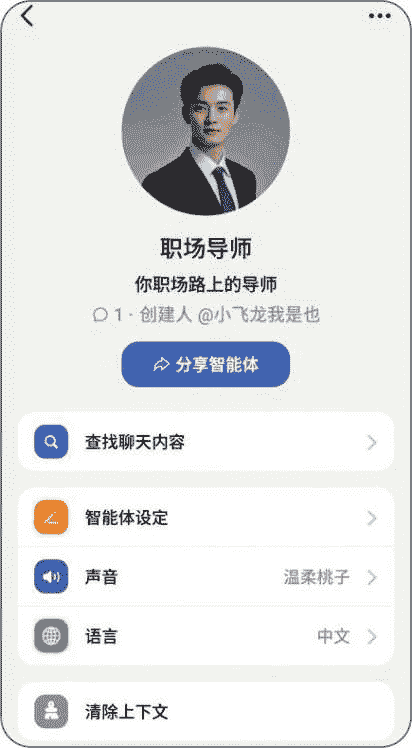 职场导师
你职场路上的导师
1 · 创建人 @小飞龙我是也
分享智能体
查找聊天内容
智能体设定
声音 温柔桃子
语言 中文
清除上下文